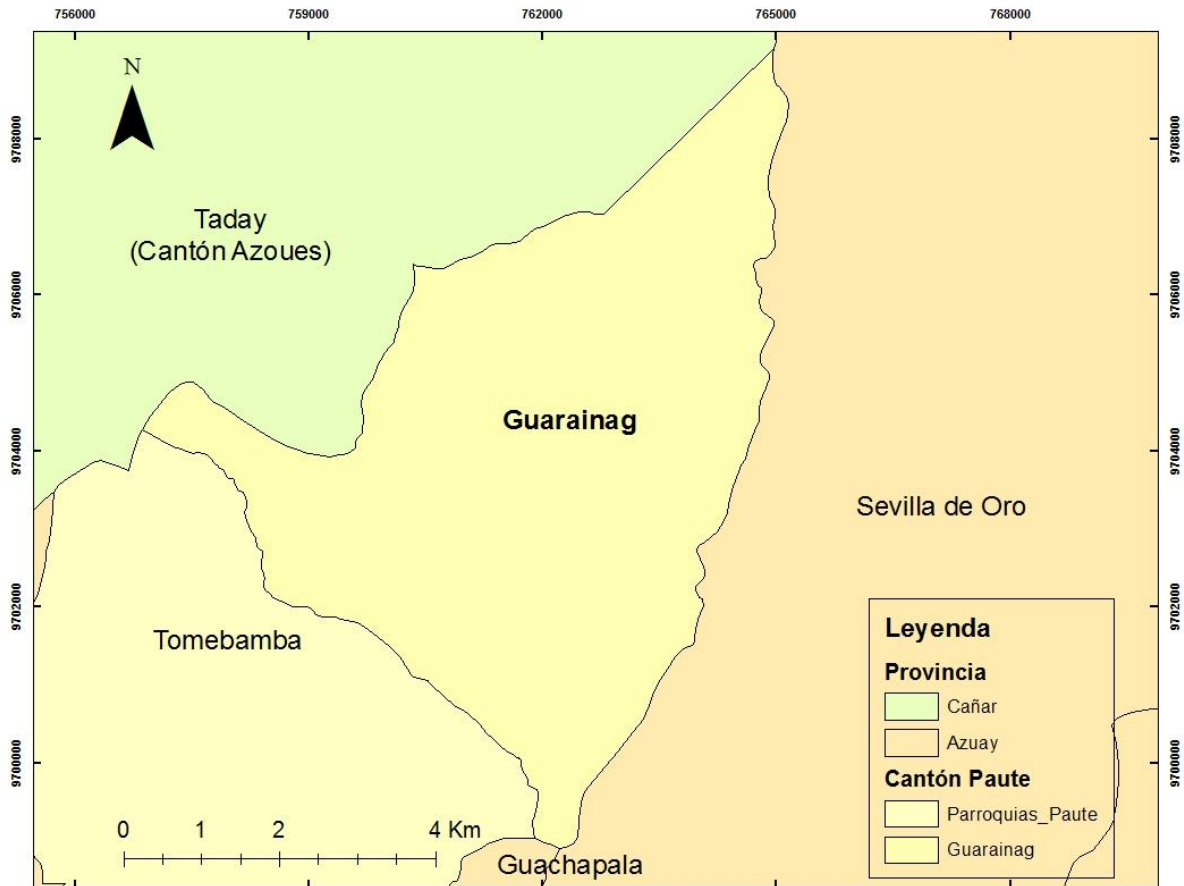 756000 759000 762000 765000 768000
N
9708000 9708000
Taday
(Cantón Azoues)
9706000 9706000
Guarainag
9704000 9704000
Sevilla de Oro
9702000 9702000
Tomebamba
Leyenda
Provincia
Cañar
Azuay
9700000 9700000
Cantón Paute
Parroquias_Paute
Guarainag
0 1 2 4 Km
Guachapala